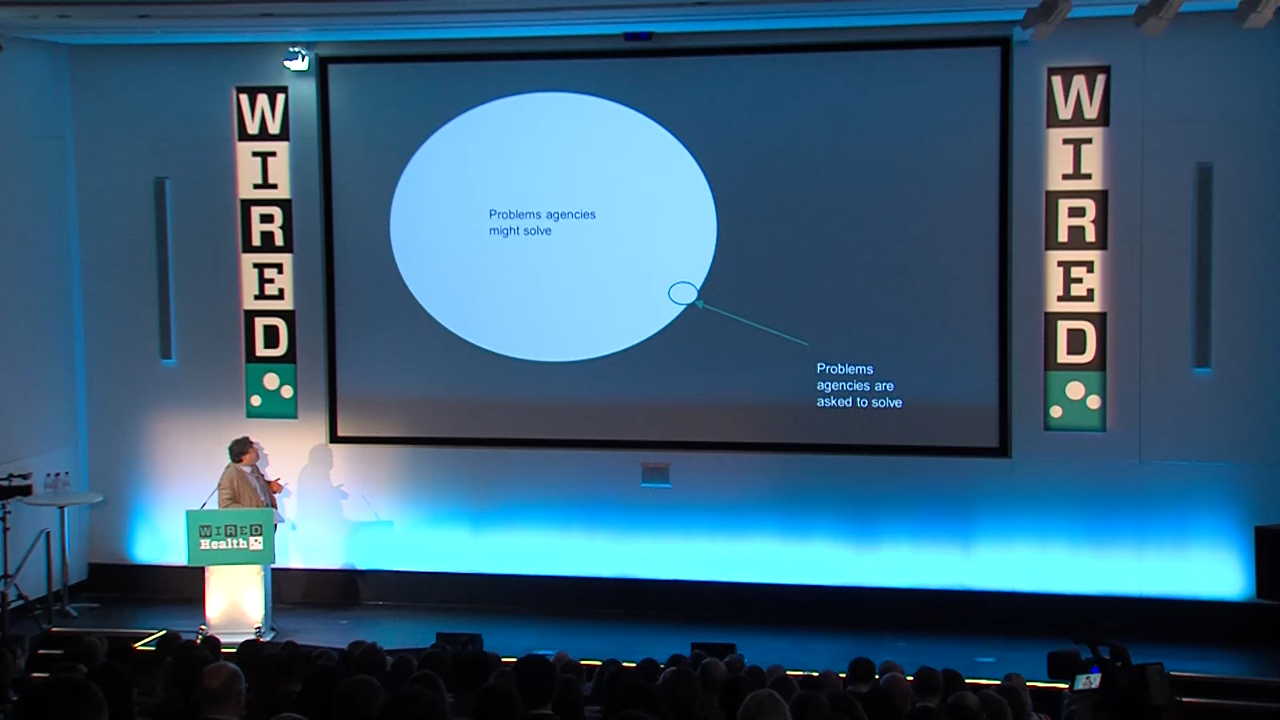 WIRED
Problems agencies
might solve
Problems
agencies are
asked to solve
WIRED
WIRED
Health